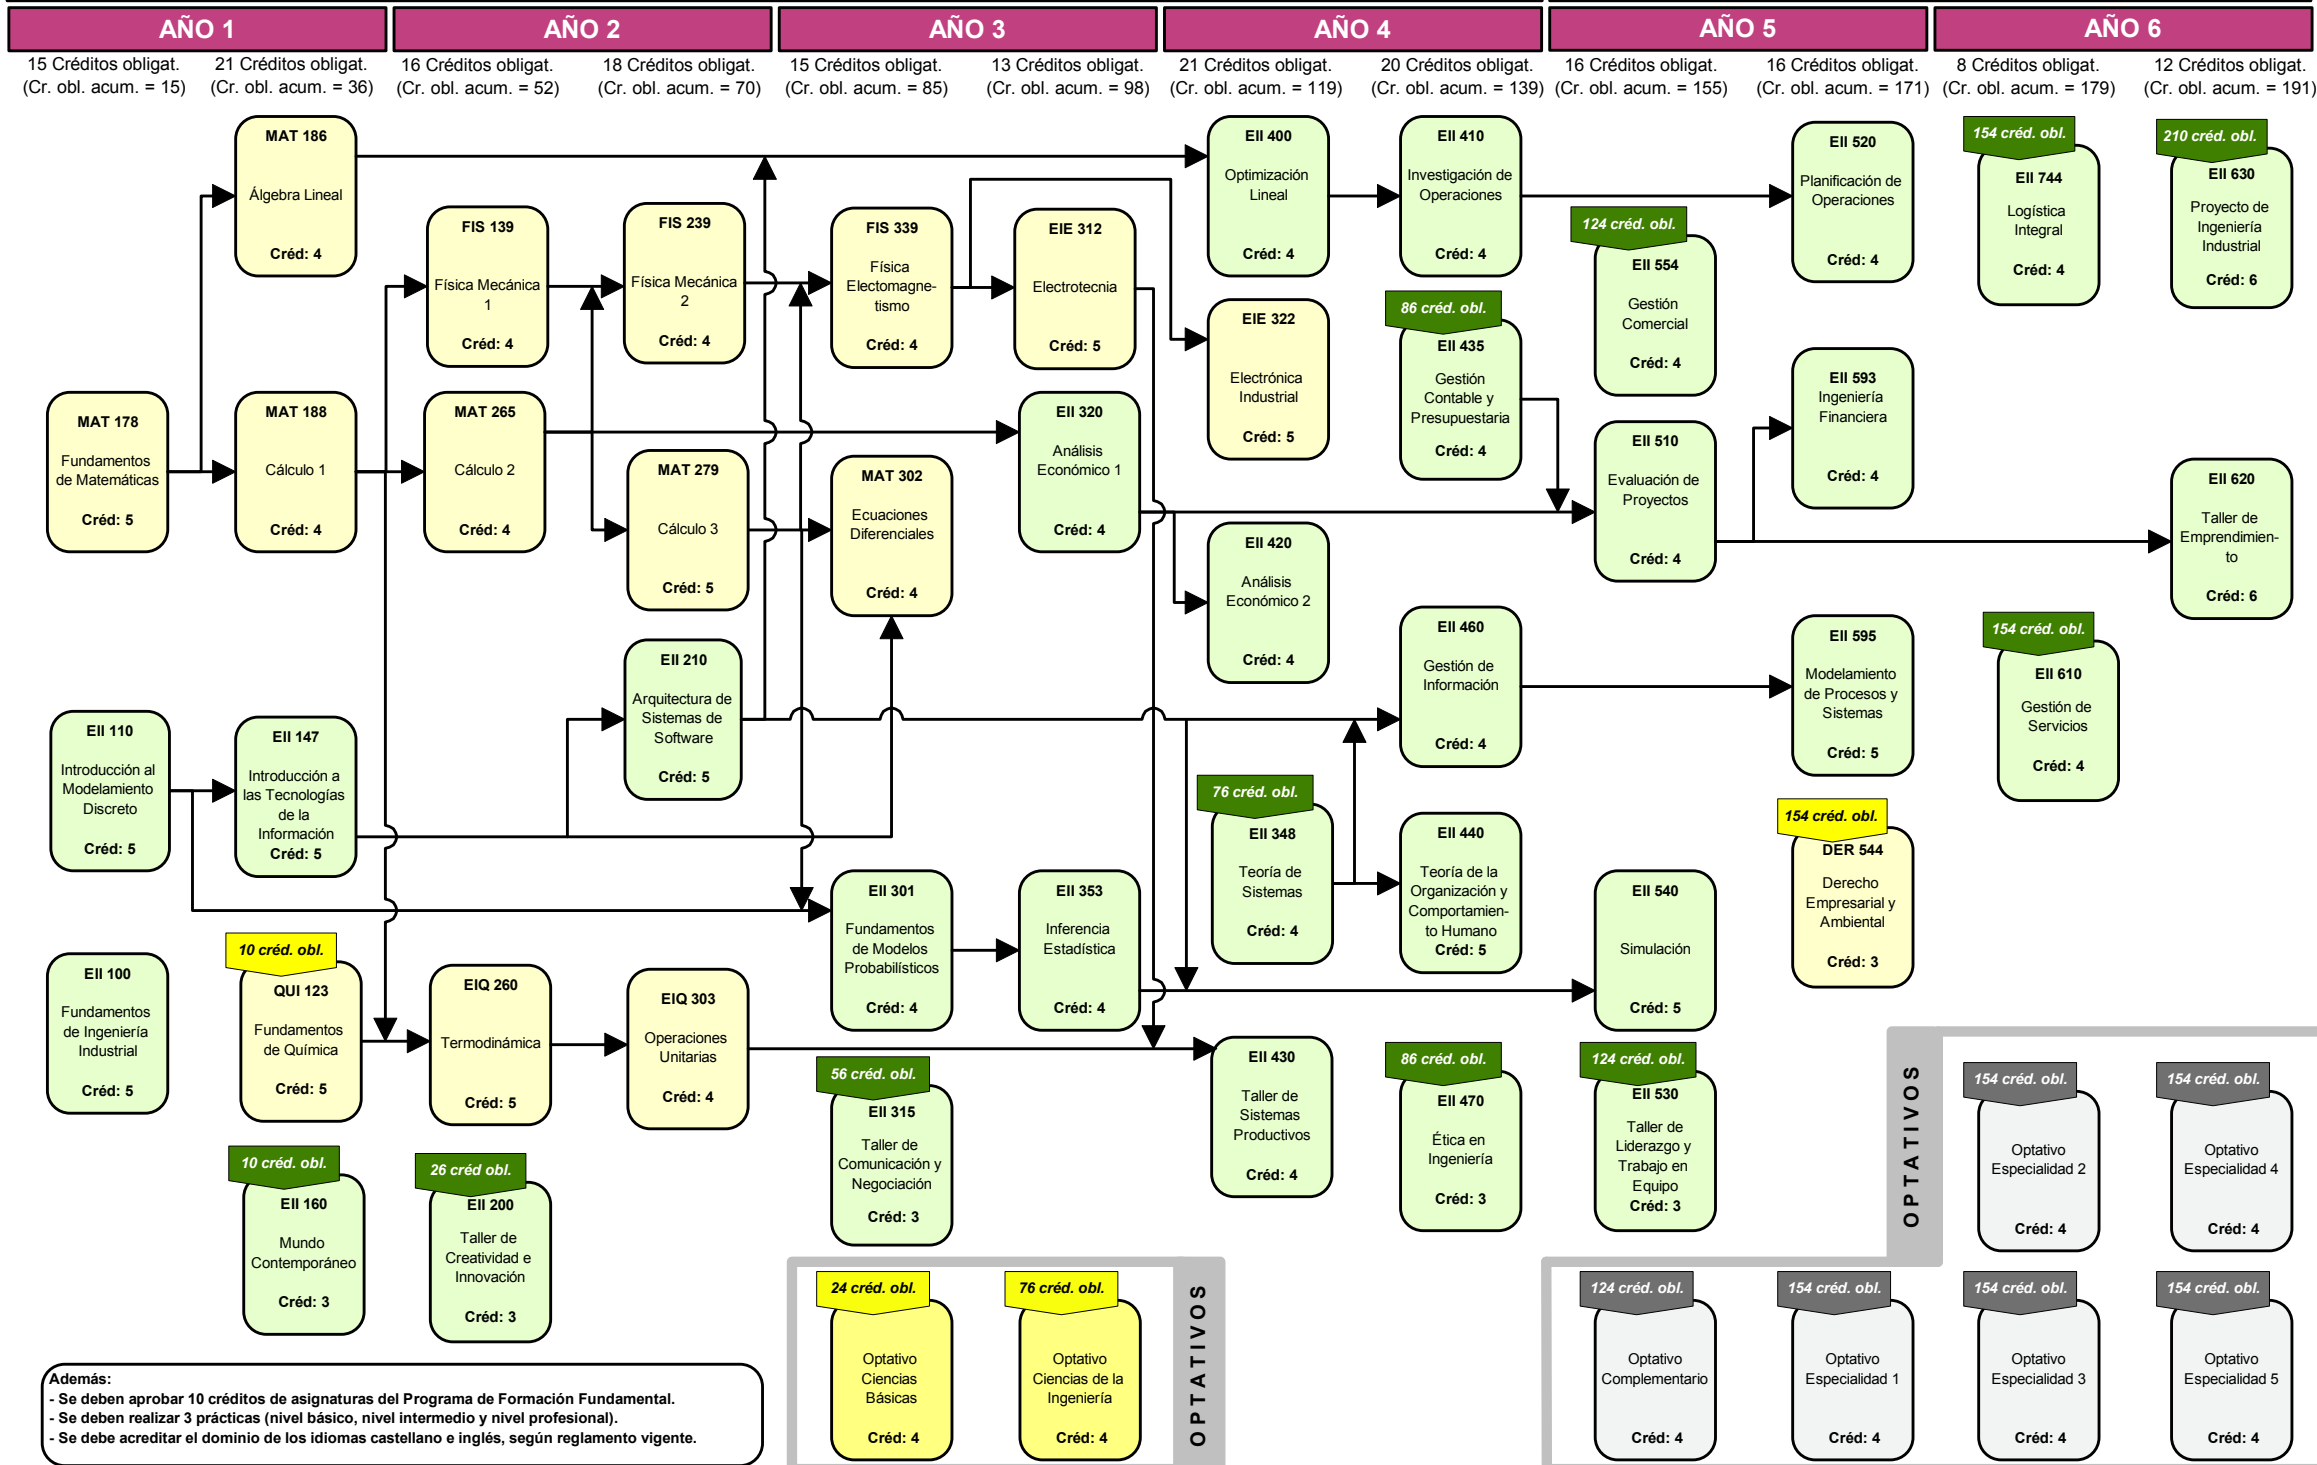 AÑO 1
AÑO 2
AÑO 3
AÑO 4
AÑO 5
AÑO 6
15 Créditos obligat.
(Cr. obl. acum. = 15)
21 Créditos obligat.
(Cr. obl. acum. = 36)
16 Créditos obligat.
(Cr. obl. acum. = 52)
18 Créditos obligat.
(Cr. obl. acum. = 70)
15 Créditos obligat.
(Cr. obl. acum. = 85)
13 Créditos obligat.
(Cr. obl. acum. = 98)
21 Créditos obligat.
(Cr. obl. acum. = 119)
20 Créditos obligat.
(Cr. obl. acum. = 139)
16 Créditos obligat.
(Cr. obl. acum. = 155)
16 Créditos obligat.
(Cr. obl. acum. = 171)
8 Créditos obligat.
(Cr. obl. acum. = 179)
12 Créditos obligat.
(Cr. obl. acum. = 191)
MAT 178
Fundamentos
de Matemáticas
Créd: 5
EII 110
Introducción al
Modelamiento
Discreto
Créd: 5
EII 100
Fundamentos
de Ingeniería
Industrial
Créd: 5
MAT 186
Álgebra Lineal
Créd: 4
MAT 188
Cálculo 1
Créd: 4
EII 147
Introducción a
las Tecnologías
de la
Información
Créd: 5
10 créd. obl.
QUI 123
Fundamentos
de Química
Créd: 5
10 créd. obl.
EII 160
Mundo
Contemporáneo
Créd: 3
FIS 139
Física Mecánica
1
Créd: 4
MAT 265
Cálculo 2
Créd: 4
EIQ 260
Termodinámica
Créd: 5
26 créd obl.
EII 200
Taller de
Creatividad e
Innovación
Créd: 3
FIS 239
Física Mecánica
2
Créd: 4
MAT 279
Cálculo 3
Créd: 5
EII 210
Arquitectura de
Sistemas de
Software
Créd: 5
EIQ 303
Operaciones
Unitarias
Créd: 4
FIS 339
Física
Electomagne-
tismo
Créd: 4
MAT 302
Ecuaciones
Diferenciales
Créd: 4
EII 301
Fundamentos
de Modelos
Probabilísticos
Créd: 4
56 créd. obl.
EII 315
Taller de
Comunicación y
Negociación
Créd: 3
24 créd. obl.
Optativo
Ciencias
Básicas
Créd: 4
EIE 312
Electrotecnia
Créd: 5
EII 320
Análisis
Económico 1
Créd: 4
EII 353
Inferencia
Estadística
Créd: 4
76 créd. obl.
Optativo
Ciencias de la
Ingeniería
Créd: 4
OPTATIVOS
EII 400
Optimización
Lineal
Créd: 4
EIE 322
Electrónica
Industrial
Créd: 5
EII 420
Análisis
Económico 2
Créd: 4
76 créd. obl.
EII 348
Teoría de
Sistemas
Créd: 4
EII 430
Taller de
Sistemas
Productivos
Créd: 4
EII 410
Investigación de
Operaciones
Créd: 4
86 créd. obl.
EII 435
Gestión
Contable y
Presupuestaria
Créd: 4
EII 460
Gestión de
Información
Créd: 4
EII 440
Teoría de la
Organización y
Comportamien-
to Humano
Créd: 5
86 créd. obl.
EII 470
Ética en
Ingeniería
Créd: 3
124 créd. obl.
EII 554
Gestión
Comercial
Créd: 4
EII 510
Evaluación de
Proyectos
Créd: 4
EII 540
Simulación
Créd: 5
124 créd. obl.
EII 530
Taller de
Liderazgo y
Trabajo en
Equipo
Créd: 3
124 créd. obl.
Optativo
Complementario
Créd: 4
EII 520
Planificación de
Operaciones
Créd: 4
EII 593
Ingeniería
Financiera
Créd: 4
EII 595
Modelamiento
de Procesos y
Sistemas
Créd: 5
154 créd. obl.
DER 544
Derecho
Empresarial y
Ambiental
Créd: 3
154 créd. obl.
Optativo
Especialidad 1
Créd: 4
OPTATIVOS
154 créd. obl.
EII 744
Logística
Integral
Créd: 4
154 créd. obl.
EII 610
Gestión de
Servicios
Créd: 4
154 créd. obl.
Optativo
Especialidad 2
Créd: 4
154 créd. obl.
Optativo
Especialidad 3
Créd: 4
210 créd. obl.
EII 630
Proyecto de
Ingeniería
Industrial
Créd: 6
EII 620
Taller de
Emprendimien-
to
Créd: 6
154 créd. obl.
Optativo
Especialidad 4
Créd: 4
154 créd. obl.
Optativo
Especialidad 5
Créd: 4
Además:
- Se deben aprobar 10 créditos de asignaturas del Programa de Formación Fundamental.
- Se deben realizar 3 prácticas (nivel básico, nivel intermedio y nivel profesional).
- Se debe acreditar el dominio de los idiomas castellano e inglés, según reglamento vigente.